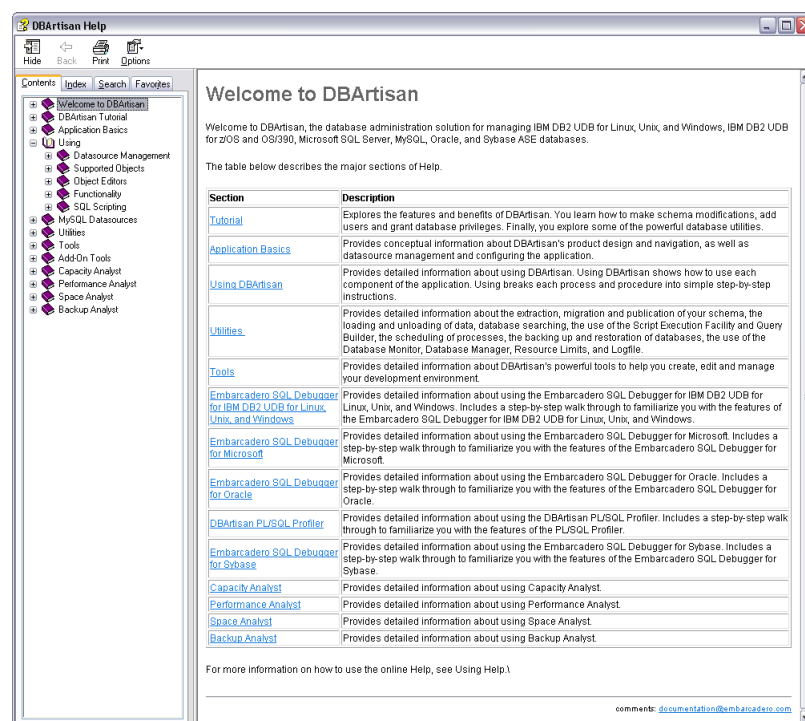 DBArtisan Help
Hide Back Print Options
Contents Index Search Favorites
Welcome to DBArtisan
DBArtisan Tutorial
Application Basics
Using
Datasource Management
Supported Objects
Object Editors
Functionality
SQL Scripting
MySQL Datasources
Utilities
Tools
Add-On Tools
Capacity Analyst
Performance Analyst
Space Analyst
Backup Analyst
Welcome to DBArtisan
Welcome to DBArtisan, the database administration solution for managing IBM DB2 UDB for Linux, Unix, and Windows, IBM DB2 UDB
for z/OS and OS/390, Microsoft SQL Server, MySQL, Oracle, and Sybase ASE databases.
The table below describes the major sections of Help.
Section Description
Tutorial
Explores the features and benefits of DBArtisan. You learn how to make schema modifications, add
users and grant database privileges. Finally, you explore some of the powerful database utilities.
Application Basics
Provides conceptual information about DBArtisan's product design and navigation, as well as
datasource management and configuring the application.
Using DBArtisan
Provides detailed information about using DBArtisan. Using DBArtisan shows how to use each
component of the application. Using breaks each process and procedure into simple step-by-step
instructions.
Utilities
Provides detailed information about the extraction, migration and publication of your schema, the
loading and unloading of data, database searching, the use of the Script Execution Facility and Query
Builder, the scheduling of processes, the backing up and restoration of databases, the use of the
Database Monitor, Database Manager, Resource Limits, and Logfile.
Tools
Provides detailed information about DBArtisan's powerful tools to help you create, edit and manage
your development environment.
Embarcadero SQL Debugger
for IBM DB2 UDB for Linux,
Unix, and Windows
Provides detailed information about using the Embarcadero SQL Debugger for IBM DB2 UDB for
Linux, Unix, and Windows. Includes a step-by-step walk through to familiarize you with the features of
the Embarcadero SQL Debugger for IBM DB2 UDB for Linux, Unix, and Windows.
Embarcadero SQL Debugger
for Microsoft
Provides detailed information about using the Embarcadero SQL Debugger for Microsoft. Includes a
step-by-step walk through to familiarize you with the features of the Embarcadero SQL Debugger for
Microsoft.
Embarcadero SQL Debugger
for Oracle
Provides detailed information about using the Embarcadero SQL Debugger for Oracle. Includes a
step-by-step walk through to familiarize you with the features of the Embarcadero SQL Debugger for
Oracle.
DBArtisan PL/SQL Profiler
Provides detailed information about using the DBArtisan PL/SQL Profiler. Includes a step-by-step walk
through to familiarize you with the features of the PL/SQL Profiler.
Embarcadero SQL Debugger
for Sybase
Provides detailed information about using the Embarcadero SQL Debugger for Sybase. Includes a
step-by-step walk through to familiarize you with the features of the Embarcadero SQL Debugger for
Sybase.
Capacity Analyst Provides detailed information about using Capacity Analyst.
Performance Analyst Provides detailed information about using Performance Analyst.
Space Analyst Provides detailed information about using Space Analyst.
Backup Analyst Provides detailed information about using Backup Analyst.
For more information on how to use the online Help, see Using Help.\
comments: documentation@embarcadero.com